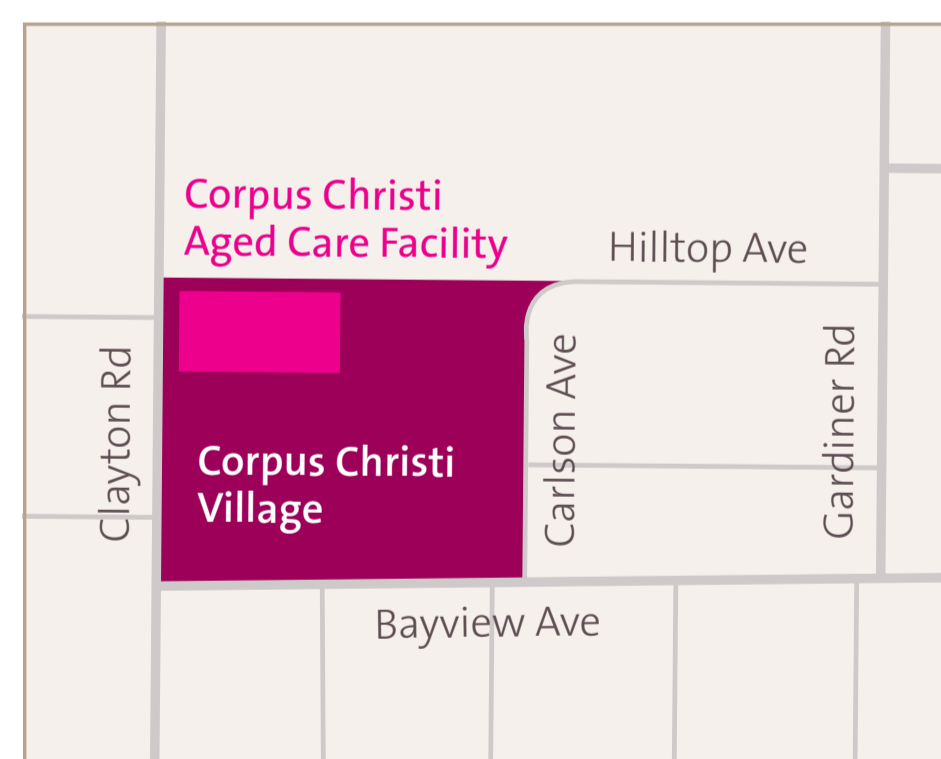 Corpus Christi
Aged Care Facility
Hilltop Ave
Clayton Rd
Carlson Ave
Gardiner Rd
Corpus Christi
Village
Bayview Ave